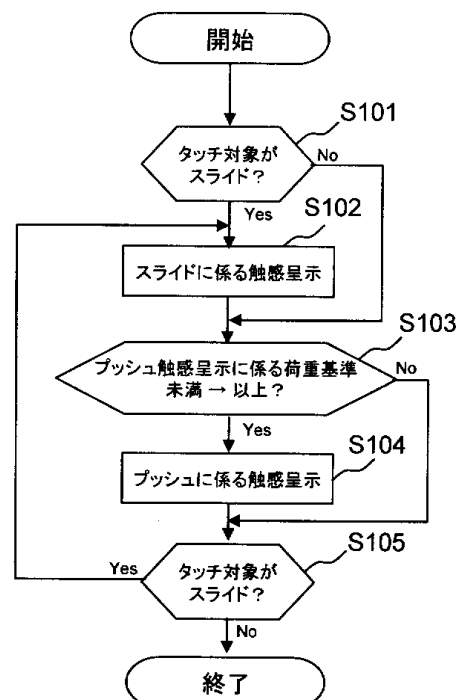 開始
S101
タッチ対象が
スライド?
No
Yes
S102
スライドに係る触感呈示
S103
プッシュ触感呈示に係る荷重基準
未満 → 以上?
No
Yes
S104
プッシュに係る触感呈示
S105
タッチ対象が
スライド?
Yes
No
終了